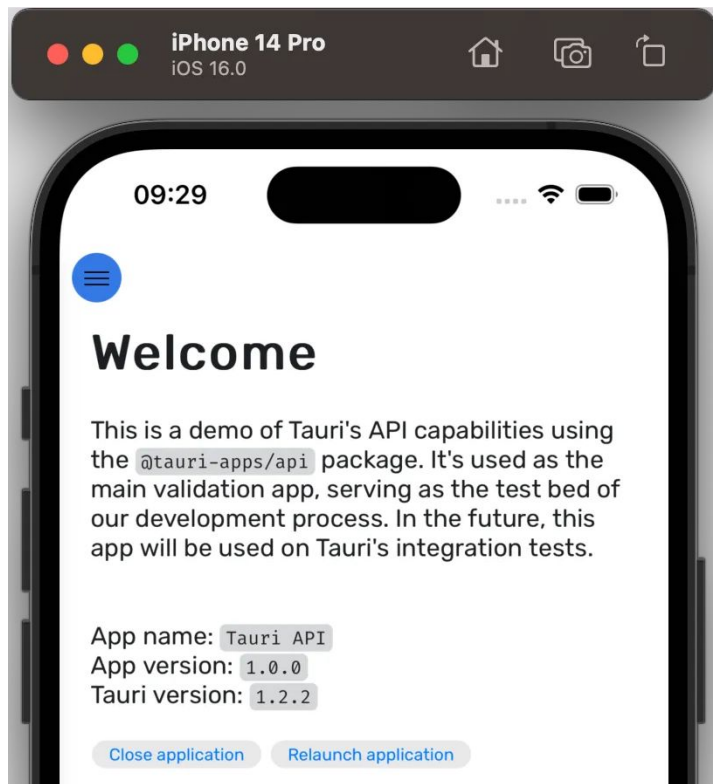 iPhone 14 Pro
iOS 16.0
09:29
Welcome
This is a demo of Tauri's API capabilities using
the @tauri-apps/api package. It's used as the
main validation app, serving as the test bed of
our development process. In the future, this
app will be used on Tauri's integration tests.
App name: Tauri API
App version: 1.0.0
Tauri version: 1.2.2
Close application Relaunch application